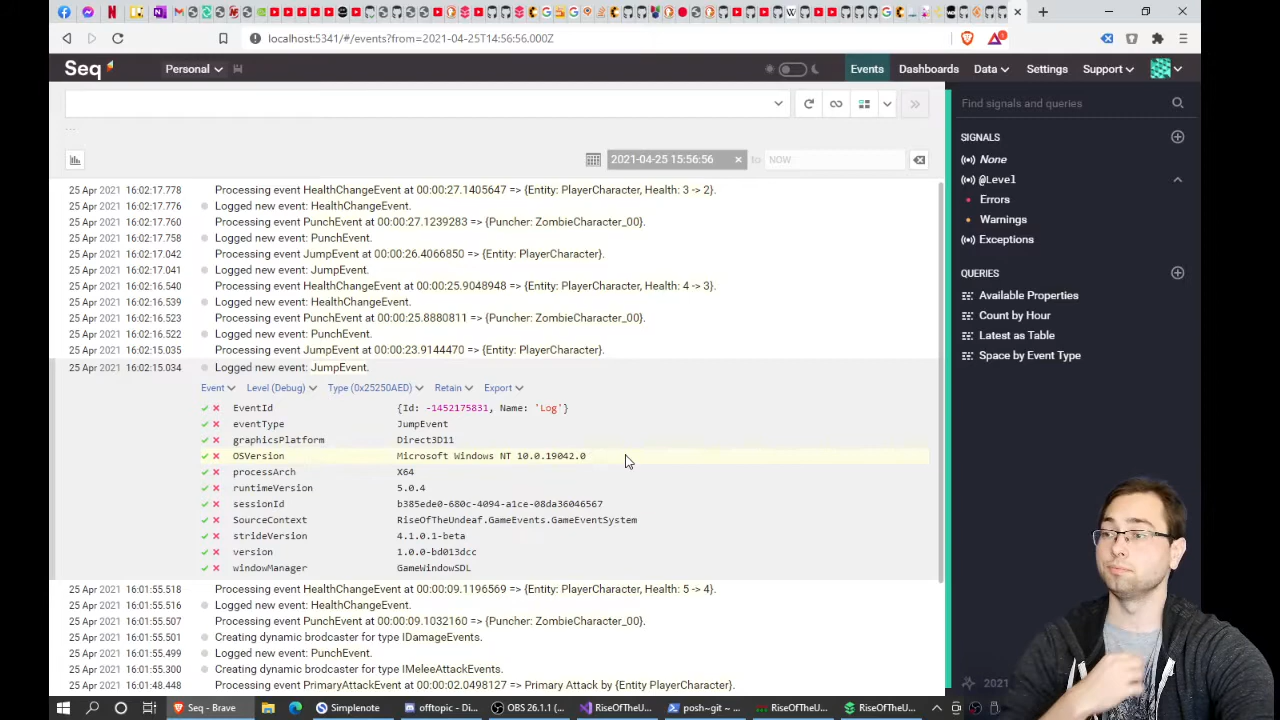 localhost:5341/#/events?from=2021-04-25T14:56:56.000Z
Seq Personal Events Dashboards Data Settings Support
Find signals and queries
...
2021-04-25 15:56:56 × to NOW
25 Apr 2021 16:02:17.778 Processing event HealthChangeEvent at 00:00:27.1405647 => {Entity: PlayerCharacter, Health: 3 -> 2}.
25 Apr 2021 16:02:17.776 Logged new event: HealthChangeEvent.
25 Apr 2021 16:02:17.760 Processing event PunchEvent at 00:00:27.1239283 => {Puncher: ZombieCharacter_00}.
25 Apr 2021 16:02:17.758 Logged new event: PunchEvent.
25 Apr 2021 16:02:17.042 Processing event JumpEvent at 00:00:26.4066850 => {Entity: PlayerCharacter}.
25 Apr 2021 16:02:17.041 Logged new event: JumpEvent.
25 Apr 2021 16:02:16.540 Processing event HealthChangeEvent at 00:00:25.9048948 => {Entity: PlayerCharacter, Health: 4 -> 3}.
25 Apr 2021 16:02:16.539 Logged new event: HealthChangeEvent.
25 Apr 2021 16:02:16.523 Processing event PunchEvent at 00:00:25.8880811 => {Puncher: ZombieCharacter_00}.
25 Apr 2021 16:02:16.522 Logged new event: PunchEvent.
25 Apr 2021 16:02:15.035 Processing event JumpEvent at 00:00:23.9144470 => {Entity: PlayerCharacter}.
25 Apr 2021 16:02:15.034 Logged new event: JumpEvent.
Event Level (Debug) Type (0x25250AED) Retain Export
EventId {Id: -1452175831, Name: 'Log'}
eventType JumpEvent
graphicsPlatform Direct3D11
OSVersion Microsoft Windows NT 10.0.19042.0
processArch X64
runtimeVersion 5.0.4
sessionId b385ede0-680c-4094-a1ce-08da36046567
SourceContext RiseOfTheUndeaf.GameEvents.GameEventSystem
strideVersion 4.1.0.1-beta
version 1.0.0-bd013dcc
windowManager GameWindowSDL
25 Apr 2021 16:01:55.518 Processing event HealthChangeEvent at 00:00:09.1196569 => {Entity: PlayerCharacter, Health: 5 -> 4}.
25 Apr 2021 16:01:55.516 Logged new event: HealthChangeEvent.
25 Apr 2021 16:01:55.507 Processing event PunchEvent at 00:00:09.1032160 => {Puncher: ZombieCharacter_00}.
25 Apr 2021 16:01:55.501 Creating dynamic brodcaster for type IDamageEvents.
25 Apr 2021 16:01:55.499 Logged new event: PunchEvent.
25 Apr 2021 16:01:55.300 Creating dynamic brodcaster for type IMeleeAttackEvents.
25 Apr 2021 16:01:48.448 Processing event PrimaryAttackEvent at 00:00:02.0498127 => Primary Attack by {Entity PlayerCharacter}.
SIGNALS
None
@Level
Errors
Warnings
Exceptions
QUERIES
Available Properties
Count by Hour
Latest as Table
Space by Event Type
2021
Seq - Brave Simplenote offtopic - Di... OBS 26.1.1 (... RiseOfTheU... posh~git ~ ... RiseOfTheU... RiseOfTheU...